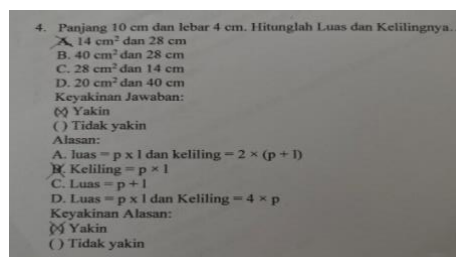 4. Panjang 10 cm dan lebar 4 cm. Hitunglah Luas dan Kelilingnya..
A. 14 cm² dan 28 cm
B. 40 cm² dan 28 cm
C. 28 cm² dan 14 cm
D. 20 cm² dan 40 cm
Keyakinan Jawaban:
(X) Yakin
( ) Tidak yakin
Alasan:
A. luas = p x l dan keliling = 2 × (p + l)
B. Keliling = p × l
C. Luas = p + l
D. Luas = p x l dan Keliling = 4 × p
Keyakinan Alasan:
(X) Yakin
( ) Tidak yakin